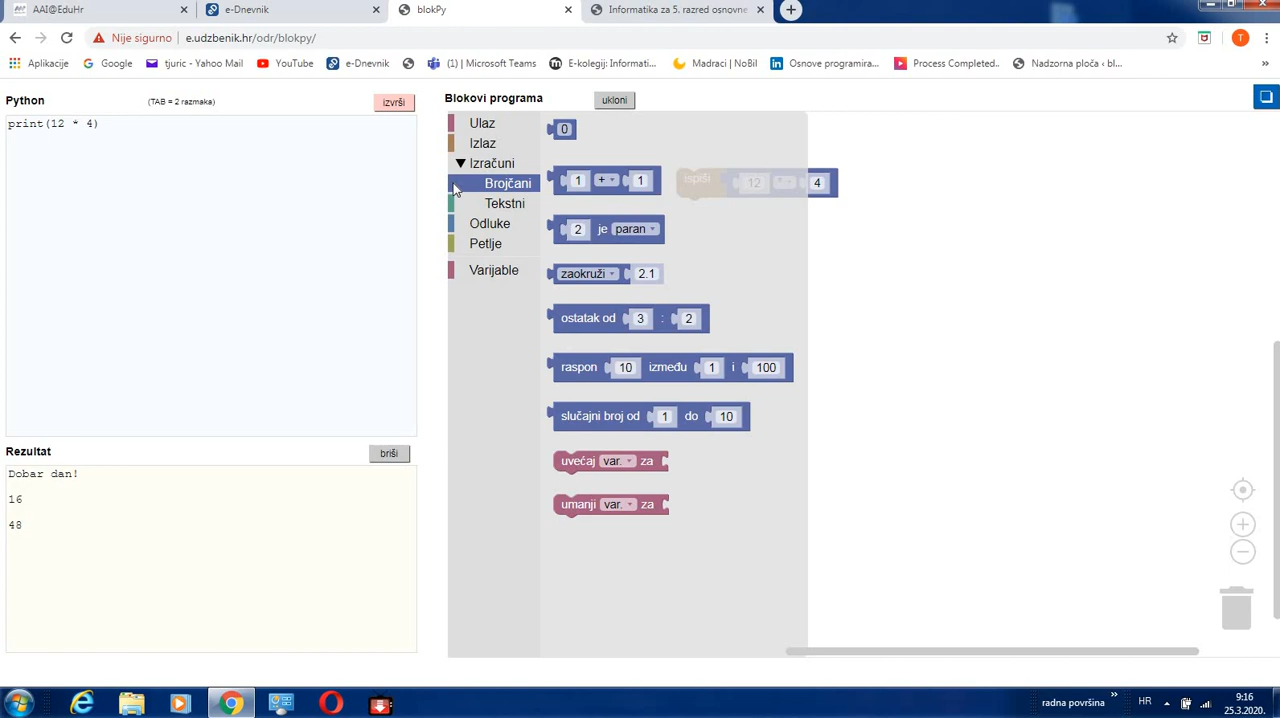 AAI@EduHr
e-Dnevnik
blokPy
Informatika za 5. razred osnovne
Nije sigurno
e.udzbenik.hr/odr/blokpy/
Aplikacije
Google
tjuric - Yahoo Mail
YouTube
e-Dnevnik
(1) | Microsoft Teams
E-kolegij: Informati...
Madraci | NoBil
Osnove programira...
Process Completed..
Nadzorna ploča ‹ bl...
»
Python
(TAB = 2 razmaka)
izvrši
Blokovi programa
ukloni
print(12 * 4)
Ulaz
Izlaz
Izračuni
Brojčani
Tekstni
Odluke
Petlje
Varijable
0
1 + 1
ispiši 12 * 4
2 je paran
zaokruži 2.1
ostatak od 3 : 2
raspon 10 između 1 i 100
slučajni broj od 1 do 10
uvećaj var. za
umanji var. za
Rezultat
briši
Dobar dan!
16
48
radna površina
»
HR
9:16
25.3.2020.